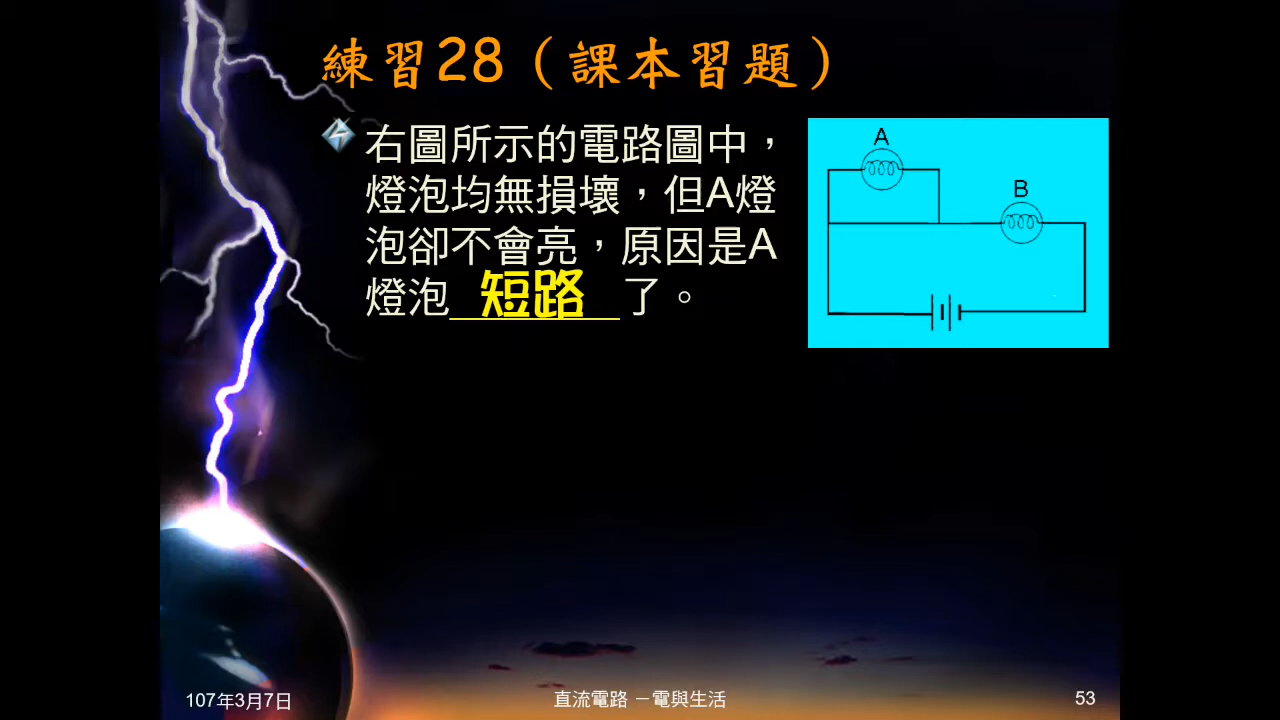 練習28（課本習題）
右圖所示的電路圖中，
燈泡均無損壞，但A燈
泡卻不會亮，原因是A
燈泡 短路 了。
A
B
107年3月7日
直流電路 －電與生活
53